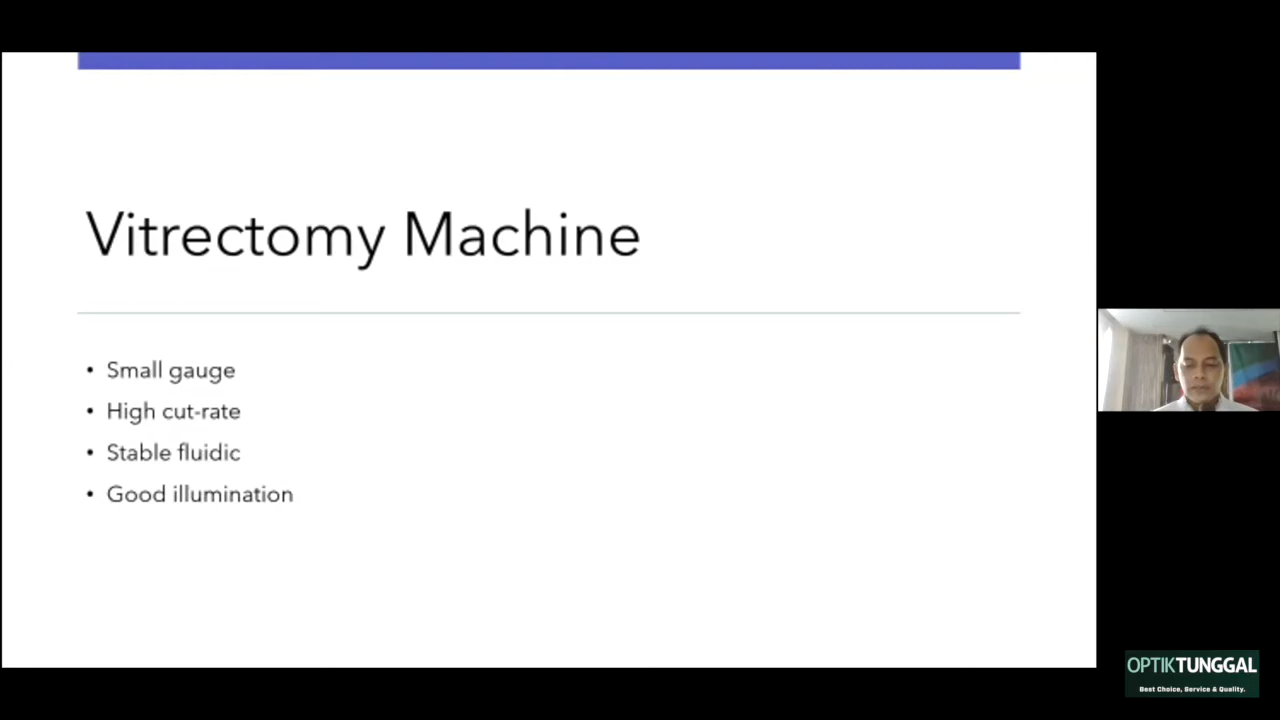 Vitrectomy Machine
• Small gauge
• High cut-rate
• Stable fluidic
• Good illumination
OPTIKTUNGGAL
Best Choice, Service & Quality.